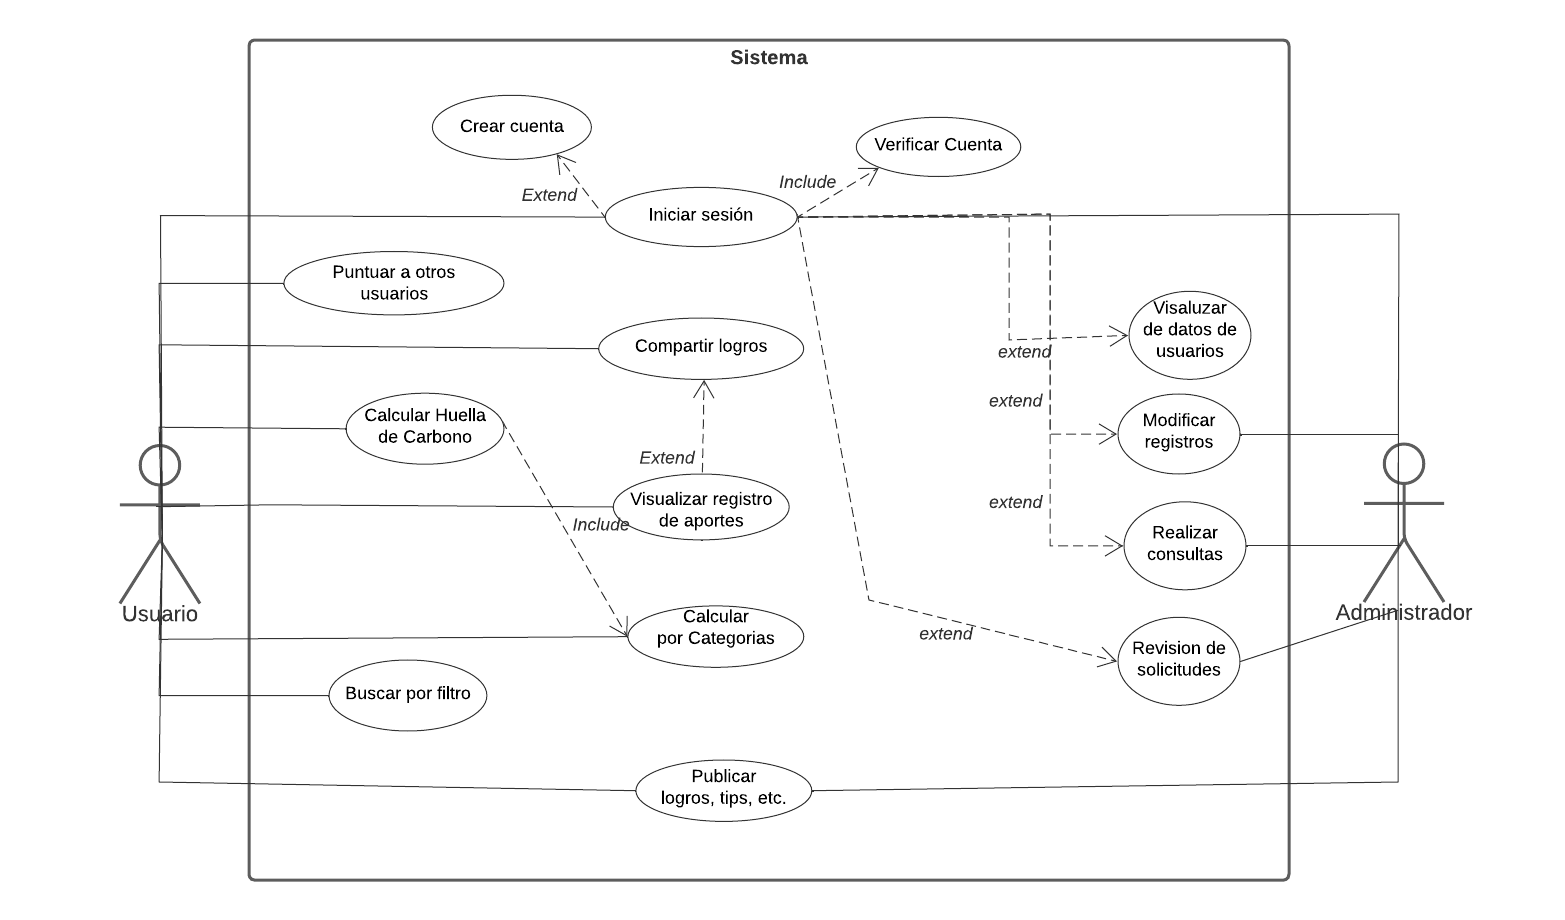 Sistema
Crear cuenta
Verificar Cuenta
Include
Extend
Iniciar sesión
Puntuar a otros
usuarios
Visaluzar
de datos de
usuarios
extend
Compartir logros
extend
Calcular Huella
de Carbono
Modificar
registros
Extend
Visualizar registro
de aportes
Include
extend
Realizar
consultas
Usuario
Administrador
Calcular
por Categorias
extend
Revision de
solicitudes
Buscar por filtro
Publicar
logros, tips, etc.